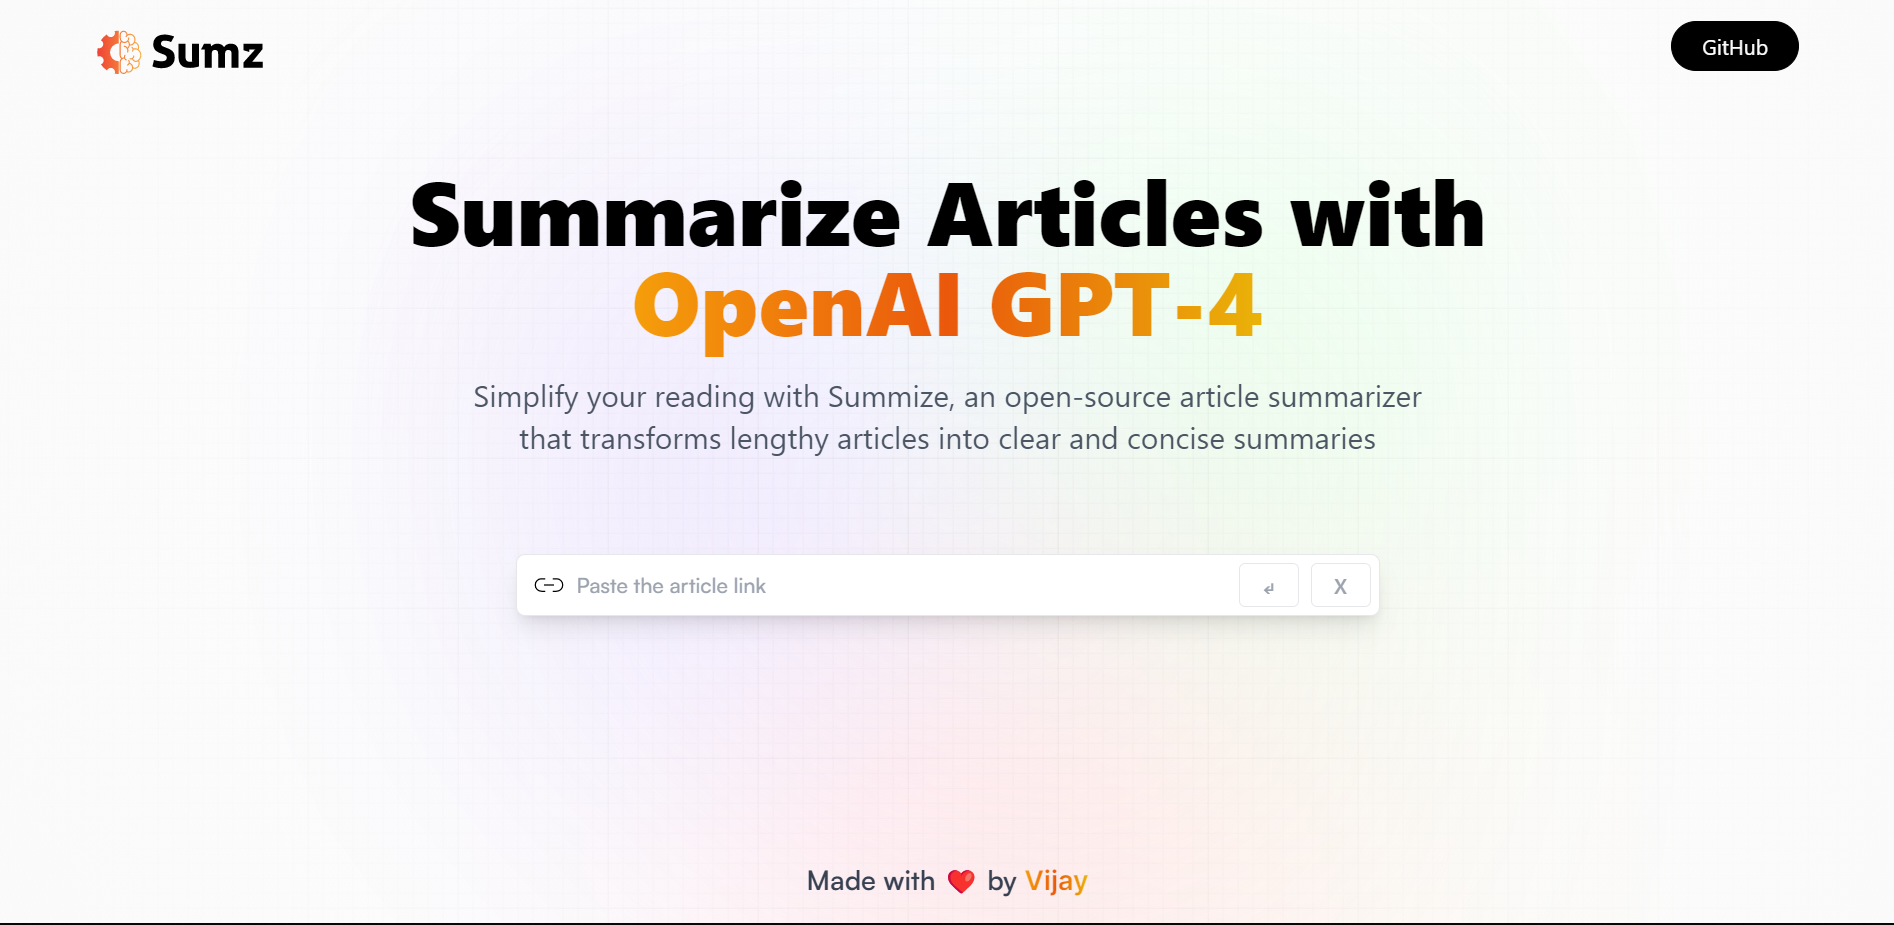 Sumz
GitHub
Summarize Articles with
OpenAI GPT-4
Simplify your reading with Summize, an open-source article summarizer
that transforms lengthy articles into clear and concise summaries
Paste the article link
↲
X
Made with ❤️ by Vijay